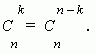 C_n^k = C_n^{n-k}.